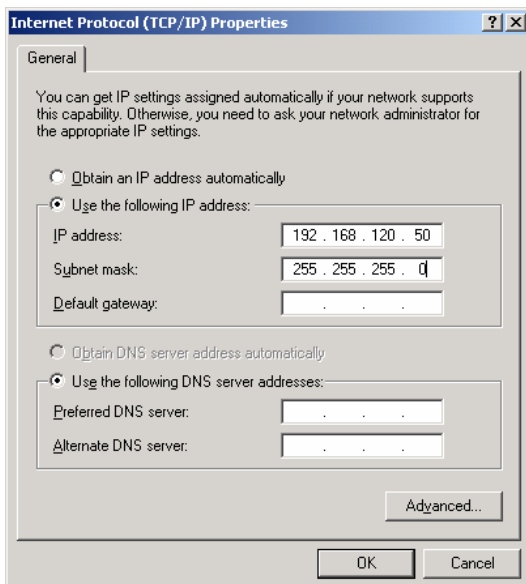 Internet Protocol (TCP/IP) Properties
General
You can get IP settings assigned automatically if your network supports
this capability. Otherwise, you need to ask your network administrator for
the appropriate IP settings.
Obtain an IP address automatically
Use the following IP address:
IP address: 192 . 168 . 120 . 50
Subnet mask: 255 . 255 . 255 . 0
Default gateway: . . .
Obtain DNS server address automatically
Use the following DNS server addresses:
Preferred DNS server: . . .
Alternate DNS server: . . .
Advanced...
OK Cancel